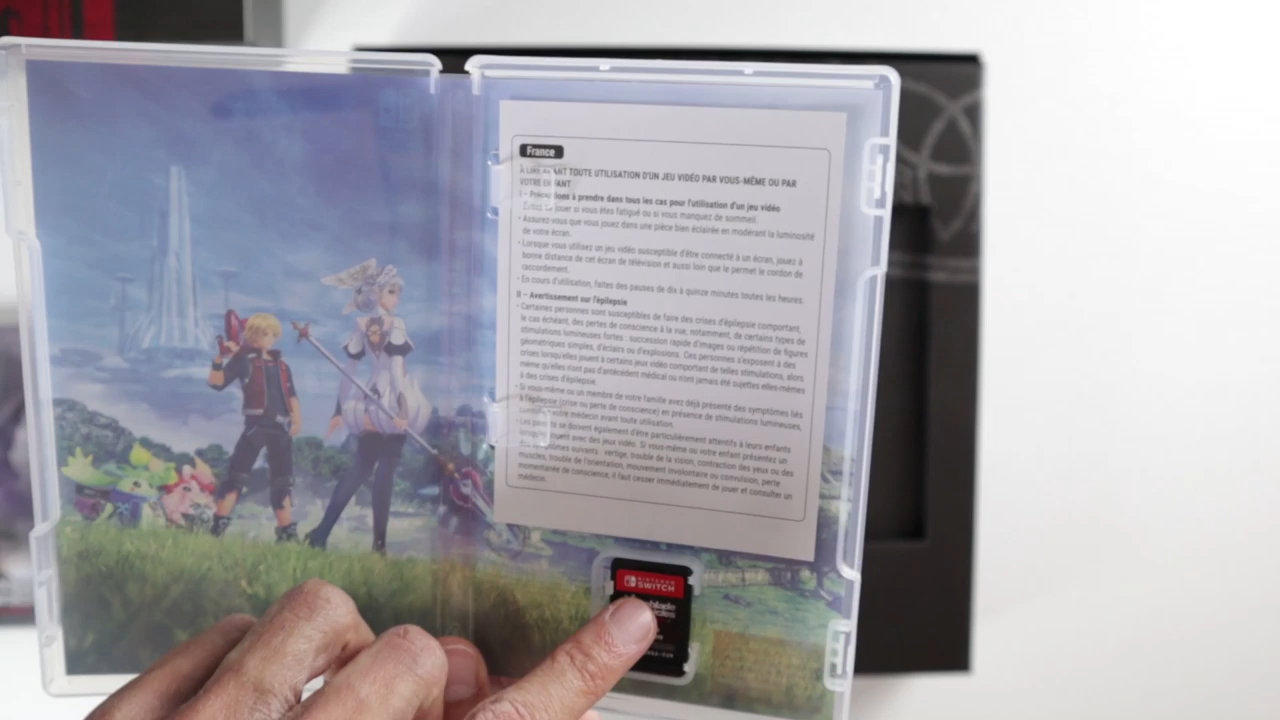 France
À LIRE AVANT TOUTE UTILISATION D'UN JEU VIDÉO PAR VOUS-MÊME OU PAR
VOTRE ENFANT
I – Précautions à prendre dans tous les cas pour l'utilisation d'un jeu vidéo
Évitez de jouer si vous êtes fatigué ou si vous manquez de sommeil.
• Assurez-vous que vous jouez dans une pièce bien éclairée en modérant la luminosité
de votre écran.
• Lorsque vous utilisez un jeu vidéo susceptible d'être connecté à un écran, jouez à
bonne distance de cet écran de télévision et aussi loin que le permet le cordon de
raccordement.
• En cours d'utilisation, faites des pauses de dix à quinze minutes toutes les heures.
II – Avertissement sur l'épilepsie
• Certaines personnes sont susceptibles de faire des crises d'épilepsie comportant,
le cas échéant, des pertes de conscience à la vue, notamment, de certains types de
stimulations lumineuses fortes : succession rapide d'images ou répétition de figures
géométriques simples, d'éclairs ou d'explosions. Ces personnes s'exposent à des
crises lorsqu'elles jouent à certains jeux vidéo comportant de telles stimulations, alors
même qu'elles n'ont pas d'antécédent médical ou n'ont jamais été sujettes elles-mêmes
à des crises d'épilepsie.
• Si vous-même ou un membre de votre famille avez déjà présenté des symptômes liés
à l'épilepsie (crise ou perte de conscience) en présence de stimulations lumineuses,
consultez votre médecin avant toute utilisation.
• Les parents se doivent également d'être particulièrement attentifs à leurs enfants
lorsqu'ils jouent avec des jeux vidéo. Si vous-même ou votre enfant présentez un
des symptômes suivants : vertige, trouble de la vision, contraction des yeux ou des
muscles, trouble de l'orientation, mouvement involontaire ou convulsion, perte
momentanée de conscience, il faut cesser immédiatement de jouer et consulter un
médecin.
NINTENDO
SWITCH